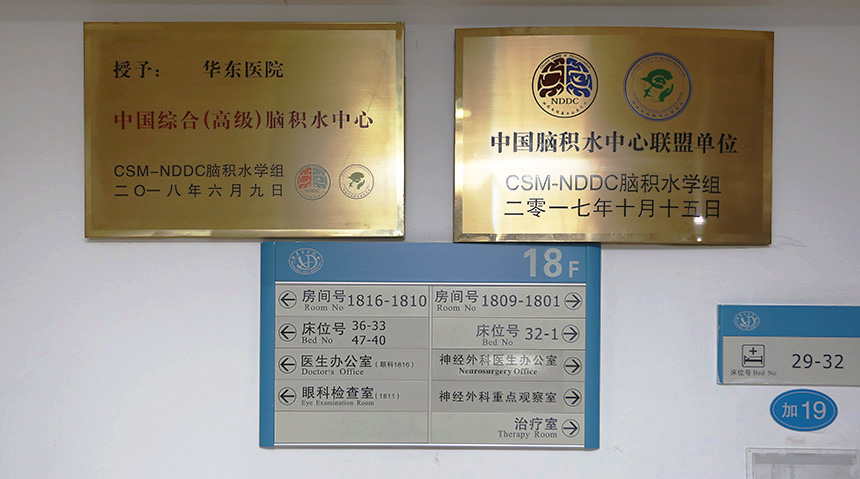 授予： 华东医院
中国综合(高级)脑积水中心
CSM-NDDC脑积水学组
二〇一八年六月九日
NDDC
中国脑积水中心联盟单位
CSM-NDDC脑积水学组
二零一七年十月十五日
18F
房间号 1816-1810
Room No
床位号 36-33
Bed No 47-40
医生办公室(眼科1816)
Doctor's Office
眼科检查室(1811)
Eye Examination Room
房间号 1809-1801
Room No
床位号 32-1
Bed No
神经外科医生办公室
Neurosurgery Office
神经外科重点观察室
治疗室
Therapy Room
床位号 Bed No 29-32
加19